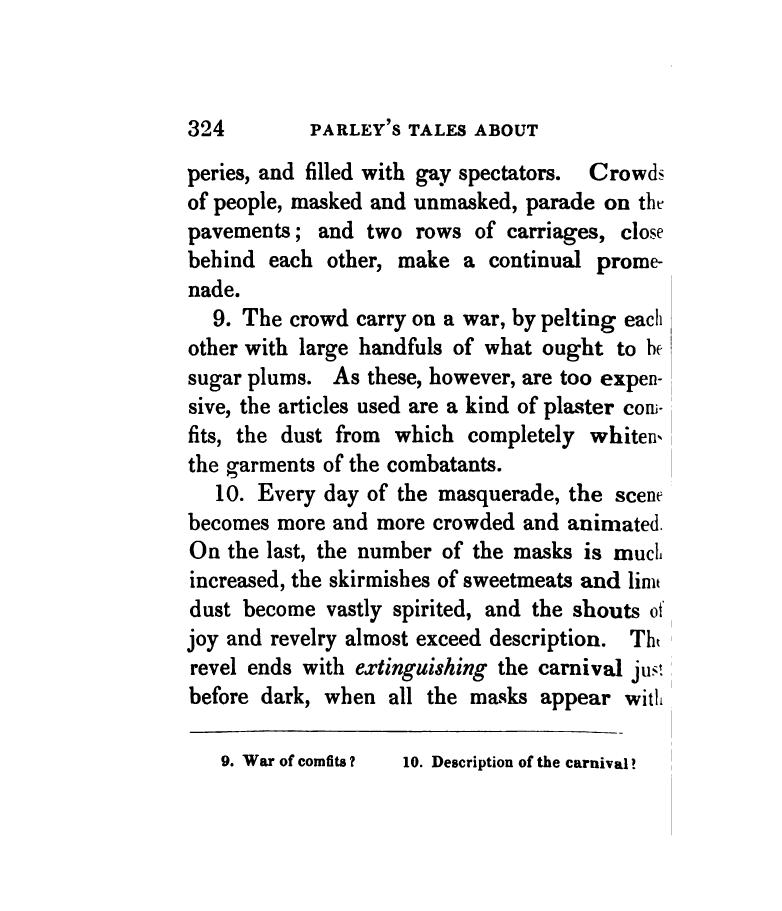 324 PARLEY'S TALES ABOUT
peries, and filled with gay spectators. Crowds
of people, masked and unmasked, parade on the
pavements; and two rows of carriages, close
behind each other, make a continual prome-
nade.
9. The crowd carry on a war, by pelting each
other with large handfuls of what ought to be
sugar plums. As these, however, are too expen-
sive, the articles used are a kind of plaster com-
fits, the dust from which completely whitens
the garments of the combatants.
10. Every day of the masquerade, the scene
becomes more and more crowded and animated.
On the last, the number of the masks is much
increased, the skirmishes of sweetmeats and lime
dust become vastly spirited, and the shouts of
joy and revelry almost exceed description. The
revel ends with extinguishing the carnival just
before dark, when all the masks appear with
9. War of comfits? 10. Description of the carnival?